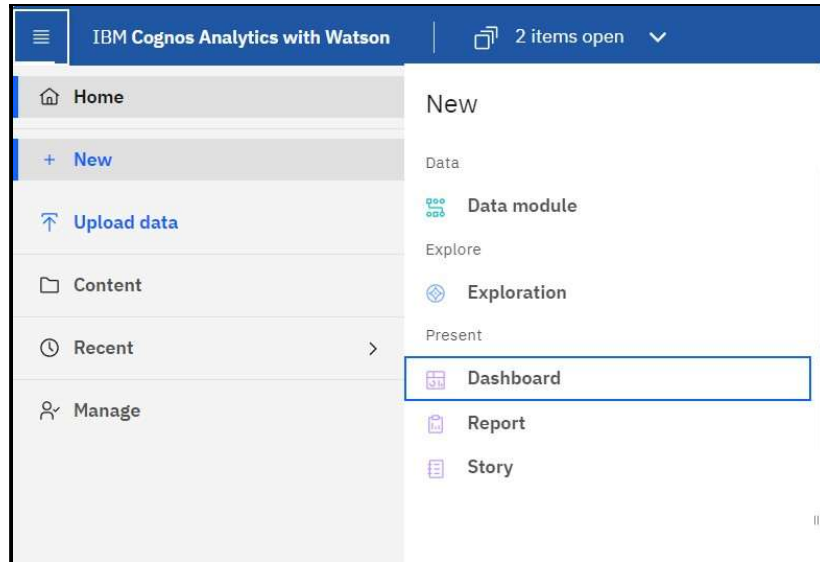 IBM Cognos Analytics with Watson
2 items open
Home
+ New
Upload data
Content
Recent
Manage
New
Data
Data module
Explore
Exploration
Present
Dashboard
Report
Story